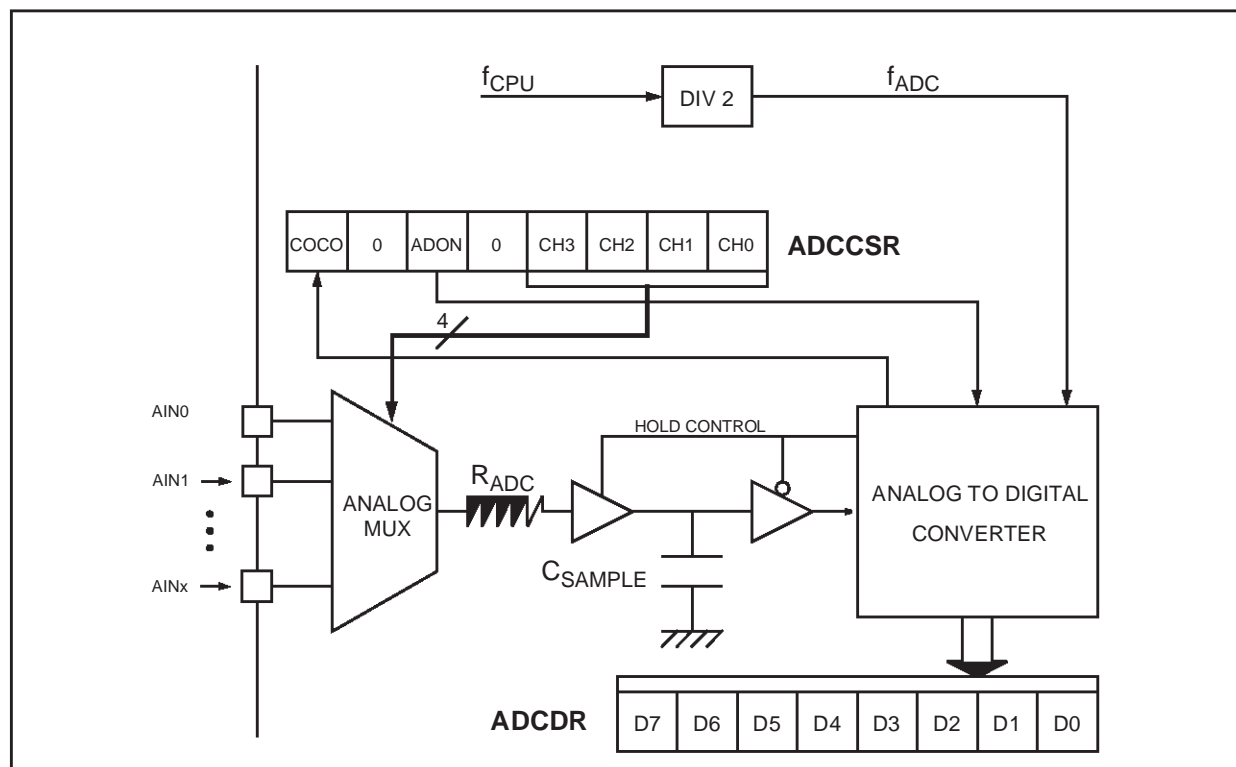 fCPU
DIV 2
fADC
COCO 0 ADON 0 CH3 CH2 CH1 CH0
ADCCSR
4
AIN0
HOLD CONTROL
AIN1
RADC
ANALOG
MUX
ANALOG TO DIGITAL
CONVERTER
AINx
CSAMPLE
ADCDR
D7 D6 D5 D4 D3 D2 D1 D0